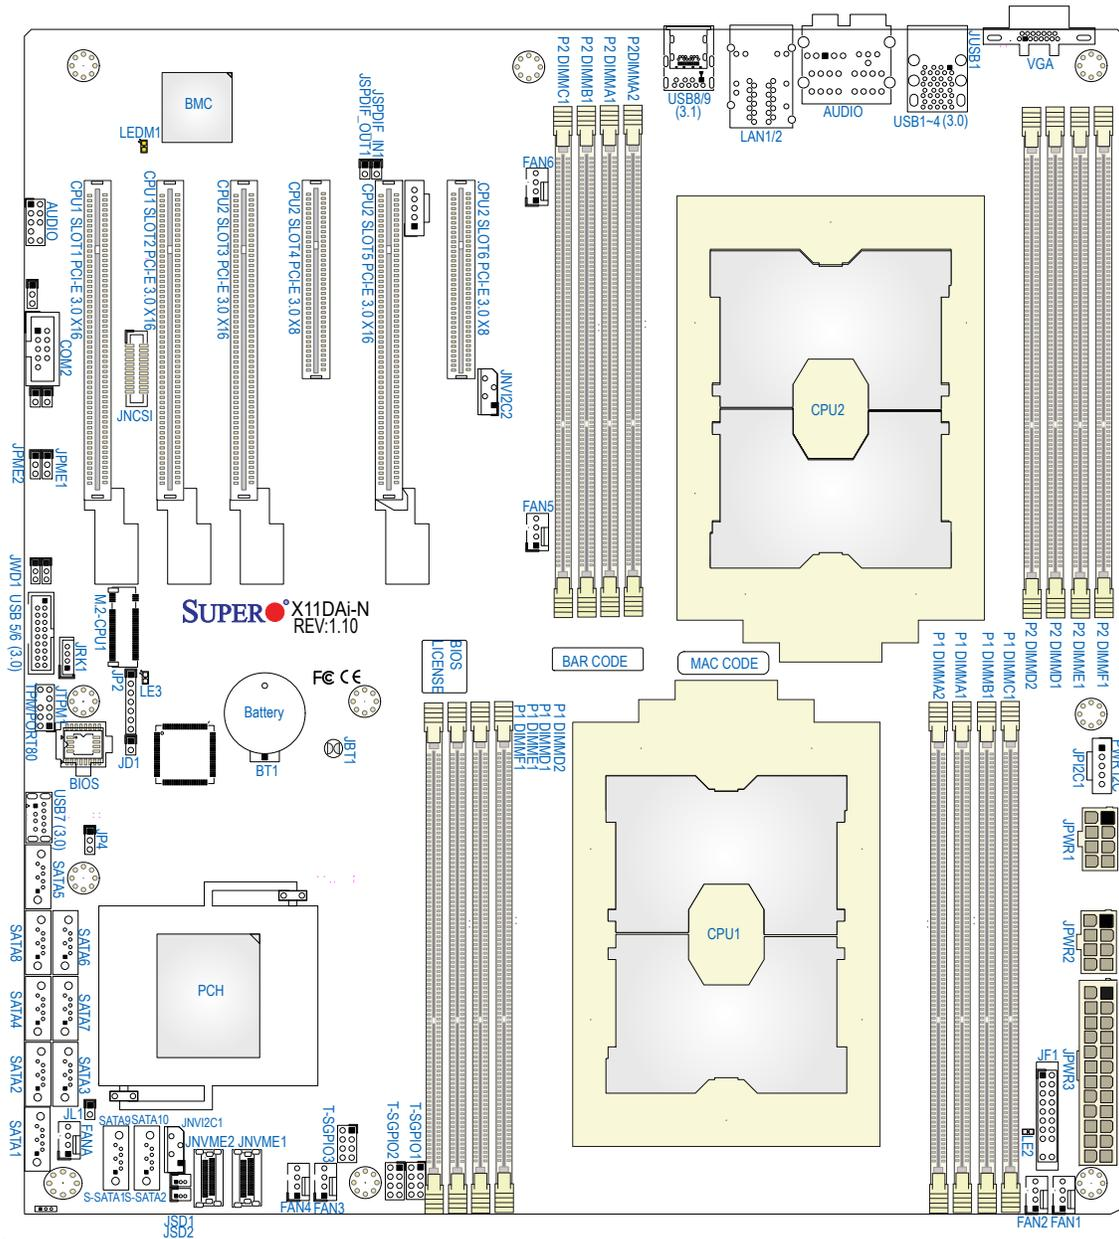 VGA
JUSB1
USB1~4 (3.0)
AUDIO
LAN1/2
USB8/9
(3.1)
P2 DIMMC1
P2 DIMMB1
P2 DIMMA1
P2DIMMA2
BMC
LEDM1
JSPDIF_OUT1
JSPDIF_IN1
FAN6
AUDIO
CPU1 SLOT1 PCI-E 3.0 X16
CPU1 SLOT2 PCI-E 3.0 X16
CPU2 SLOT3 PCI-E 3.0 X16
CPU2 SLOT4 PCI-E 3.0 X8
CPU2 SLOT5 PCI-E 3.0 X16
CPU2 SLOT6 PCI-E 3.0 X8
COM2
JNCSI
JNVI2C2
CPU2
JPME2
JPME1
FAN5
JWD1
USB 5/6 (3.0)
M.2-CPU1
SUPER
X11DAi-N
REV:1.10
JRK1
JP2
LE3
FC CE
BIOS
LICENSE
BAR CODE
MAC CODE
P1 DIMMA2
P1 DIMMA1
P1 DIMMB1
P1 DIMMC1
P2 DIMMD2
P2 DIMMD1
P2 DIMME1
P2 DIMMF1
JTPM1
TPM/PORT80
Battery
BT1
JBT1
JD1
BIOS
P1 DIMMF1
P1 DIMME1
P1 DIMMD1
P1 DIMMD2
JPI2C1
JPWR1
USB7 (3.0)
JP4
SATA5
SATA8
SATA6
PCH
CPU1
JPWR2
SATA4
SATA7
SATA2
SATA3
JF1
JPWR3
JL1
SATA1
FANA
SATA9
SATA10
JNVI2C1
JNVME2
JNVME1
T-SGPIO3
T-SGPIO2
T-SGPIO1
LE2
S-SATA1
S-SATA2
JSD1
JSD2
FAN4
FAN3
FAN2
FAN1